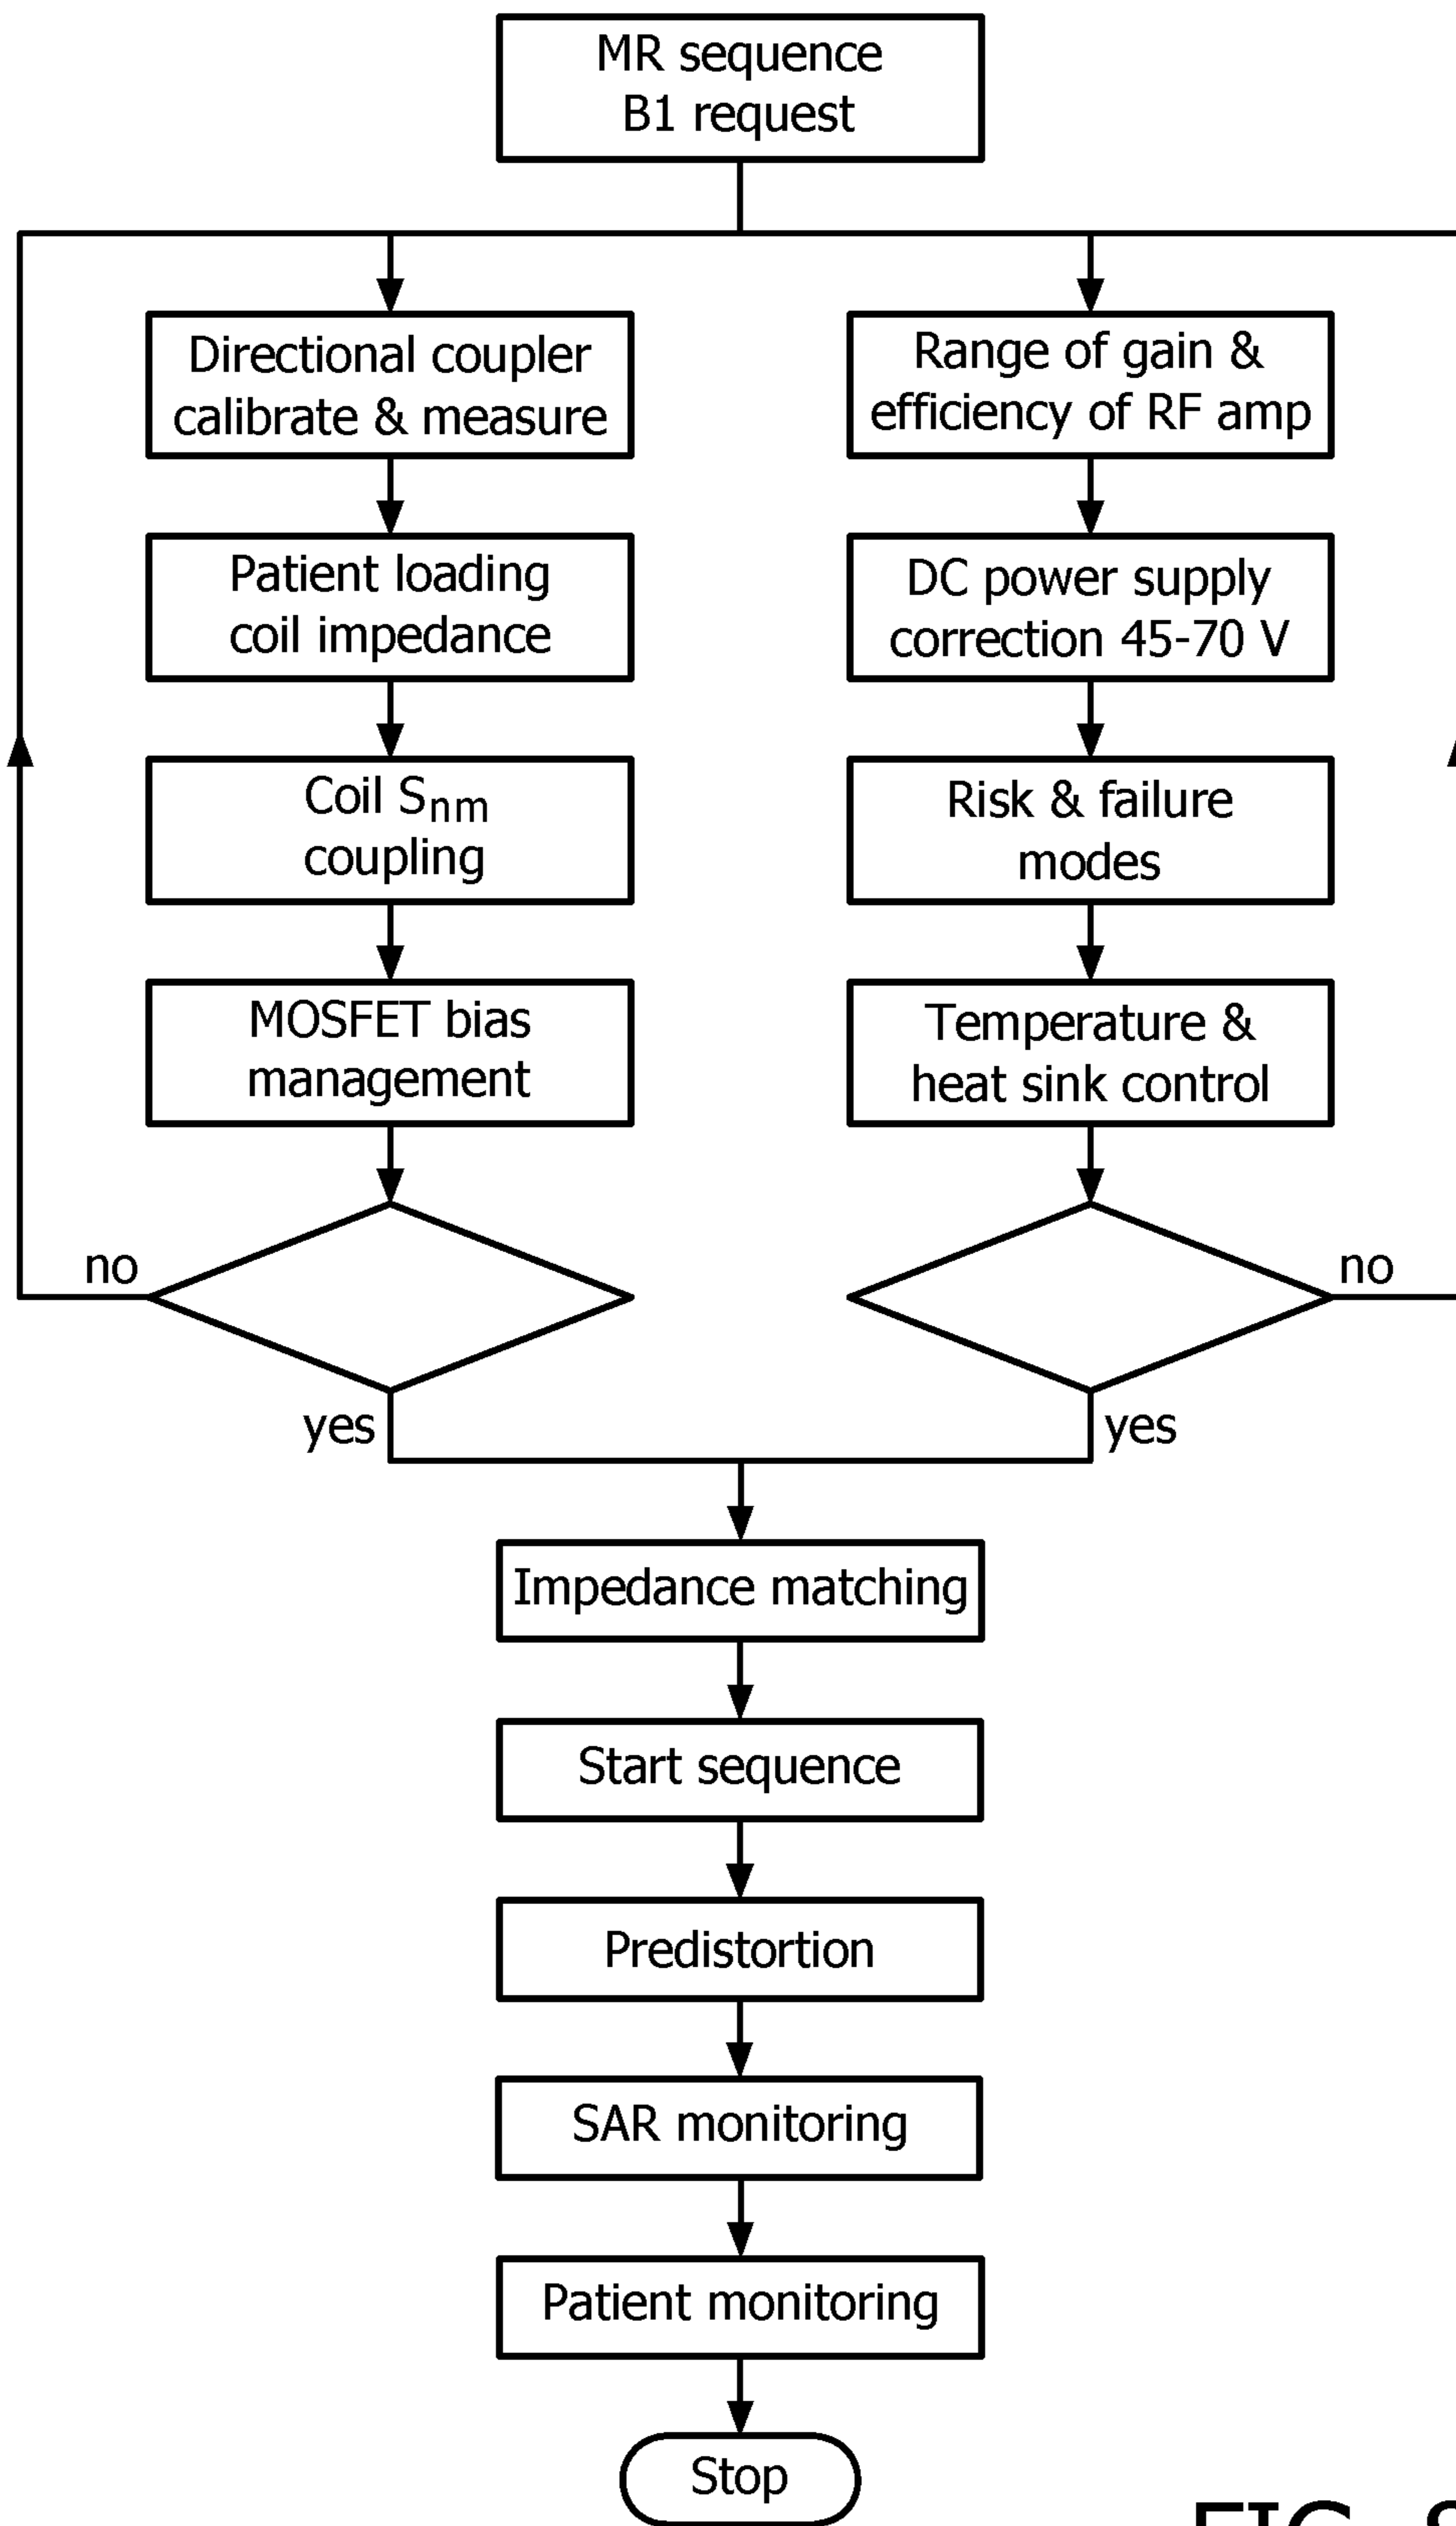 MR sequence
B1 request
Directional coupler
calibrate & measure
Range of gain &
efficiency of RF amp
Patient loading
coil impedance
DC power supply
correction 45-70 V
Coil Snm
coupling
Risk & failure
modes
MOSFET bias
management
Temperature &
heat sink control
no
no
yes
yes
Impedance matching
Start sequence
Predistortion
SAR monitoring
Patient monitoring
Stop